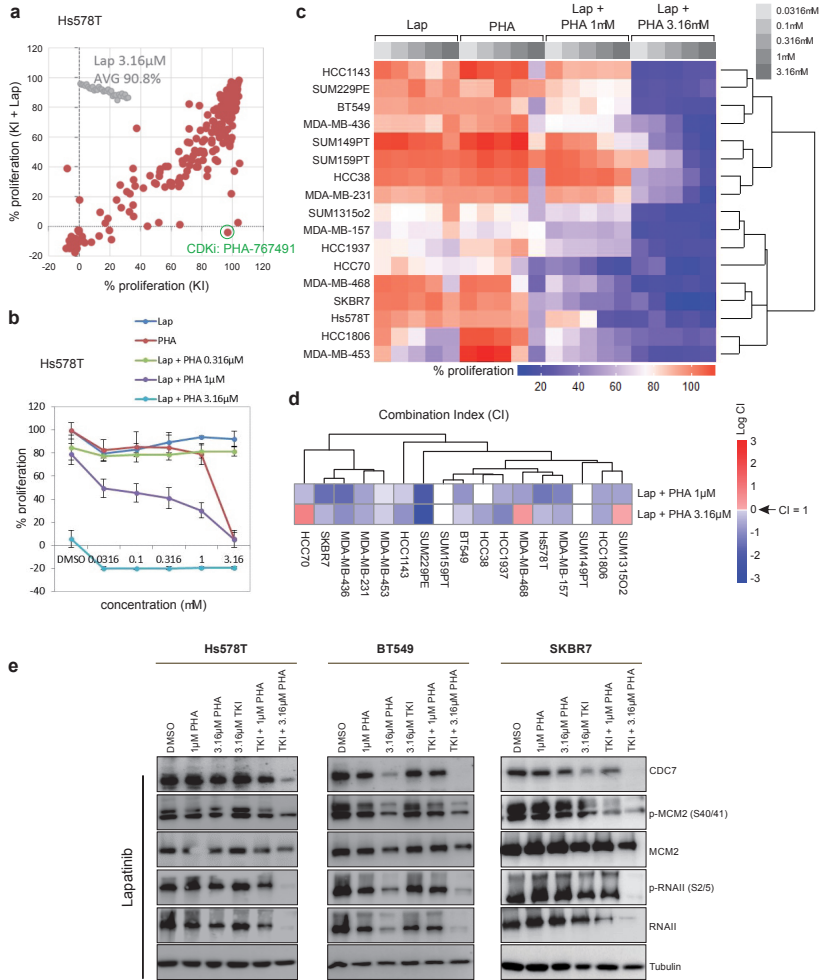 a
Hs578T
Lap 3.16µM
AVG 90.8%
% proliferation (KI + Lap)
120
100
80
60
40
20
0
-20
-20
0
20
40
60
80
100
120
CDKi: PHA-767491
% proliferation (KI)
b
Hs578T
Lap
PHA
Lap + PHA 0.316µM
Lap + PHA 1µM
Lap + PHA 3.16µM
% proliferation
120
100
80
60
40
20
0
-20
-40
DMSO 0.0316 0.1 0.316 1 3.16
concentration (mM)
c
Lap
PHA
Lap +
PHA 1mM
Lap +
PHA 3.16mM
0.0316mM
0.1mM
0.316mM
1mM
3.16mM
HCC1143
SUM229PE
BT549
MDA-MB-436
SUM149PT
SUM159PT
HCC38
MDA-MB-231
SUM1315o2
MDA-MB-157
HCC1937
HCC70
MDA-MB-468
SKBR7
Hs578T
HCC1806
MDA-MB-453
% proliferation
20 40 60 80 100
d
Combination Index (CI)
Lap + PHA 1µM
Lap + PHA 3.16µM
HCC70
SKBR7
MDA-MB-436
MDA-MB-231
MDA-MB-453
HCC1143
SUM229PE
SUM159PT
BT549
HCC38
HCC1937
MDA-MB-468
Hs578T
MDA-MB-157
SUM149PT
HCC1806
SUM1315O2
Log CI
3
2
1
0
-1
-2
-3
CI = 1
e
Hs578T
BT549
SKBR7
DMSO
1µM PHA
3.16µM PHA
3.16µM TKI
TKI + 1µM PHA
TKI + 3.16µM PHA
DMSO
1µM PHA
3.16µM PHA
3.16µM TKI
TKI + 1µM PHA
TKI + 3.16µM PHA
DMSO
1µM PHA
3.16µM PHA
3.16µM TKI
TKI + 1µM PHA
TKI + 3.16µM PHA
Lapatinib
CDC7
p-MCM2 (S40/41)
MCM2
p-RNAII (S2/5)
RNAII
Tubulin